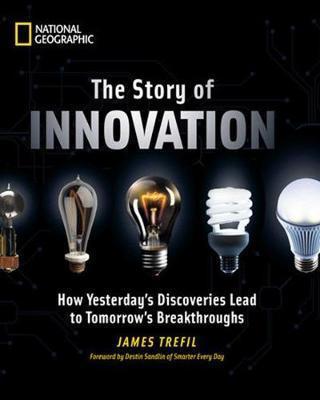 NATIONAL
GEOGRAPHIC
The Story of
INNOVATION
How Yesterday's Discoveries Lead
to Tomorrow's Breakthroughs
JAMES TREFIL
Foreword by Destin Sandlin of Smarter Every Day